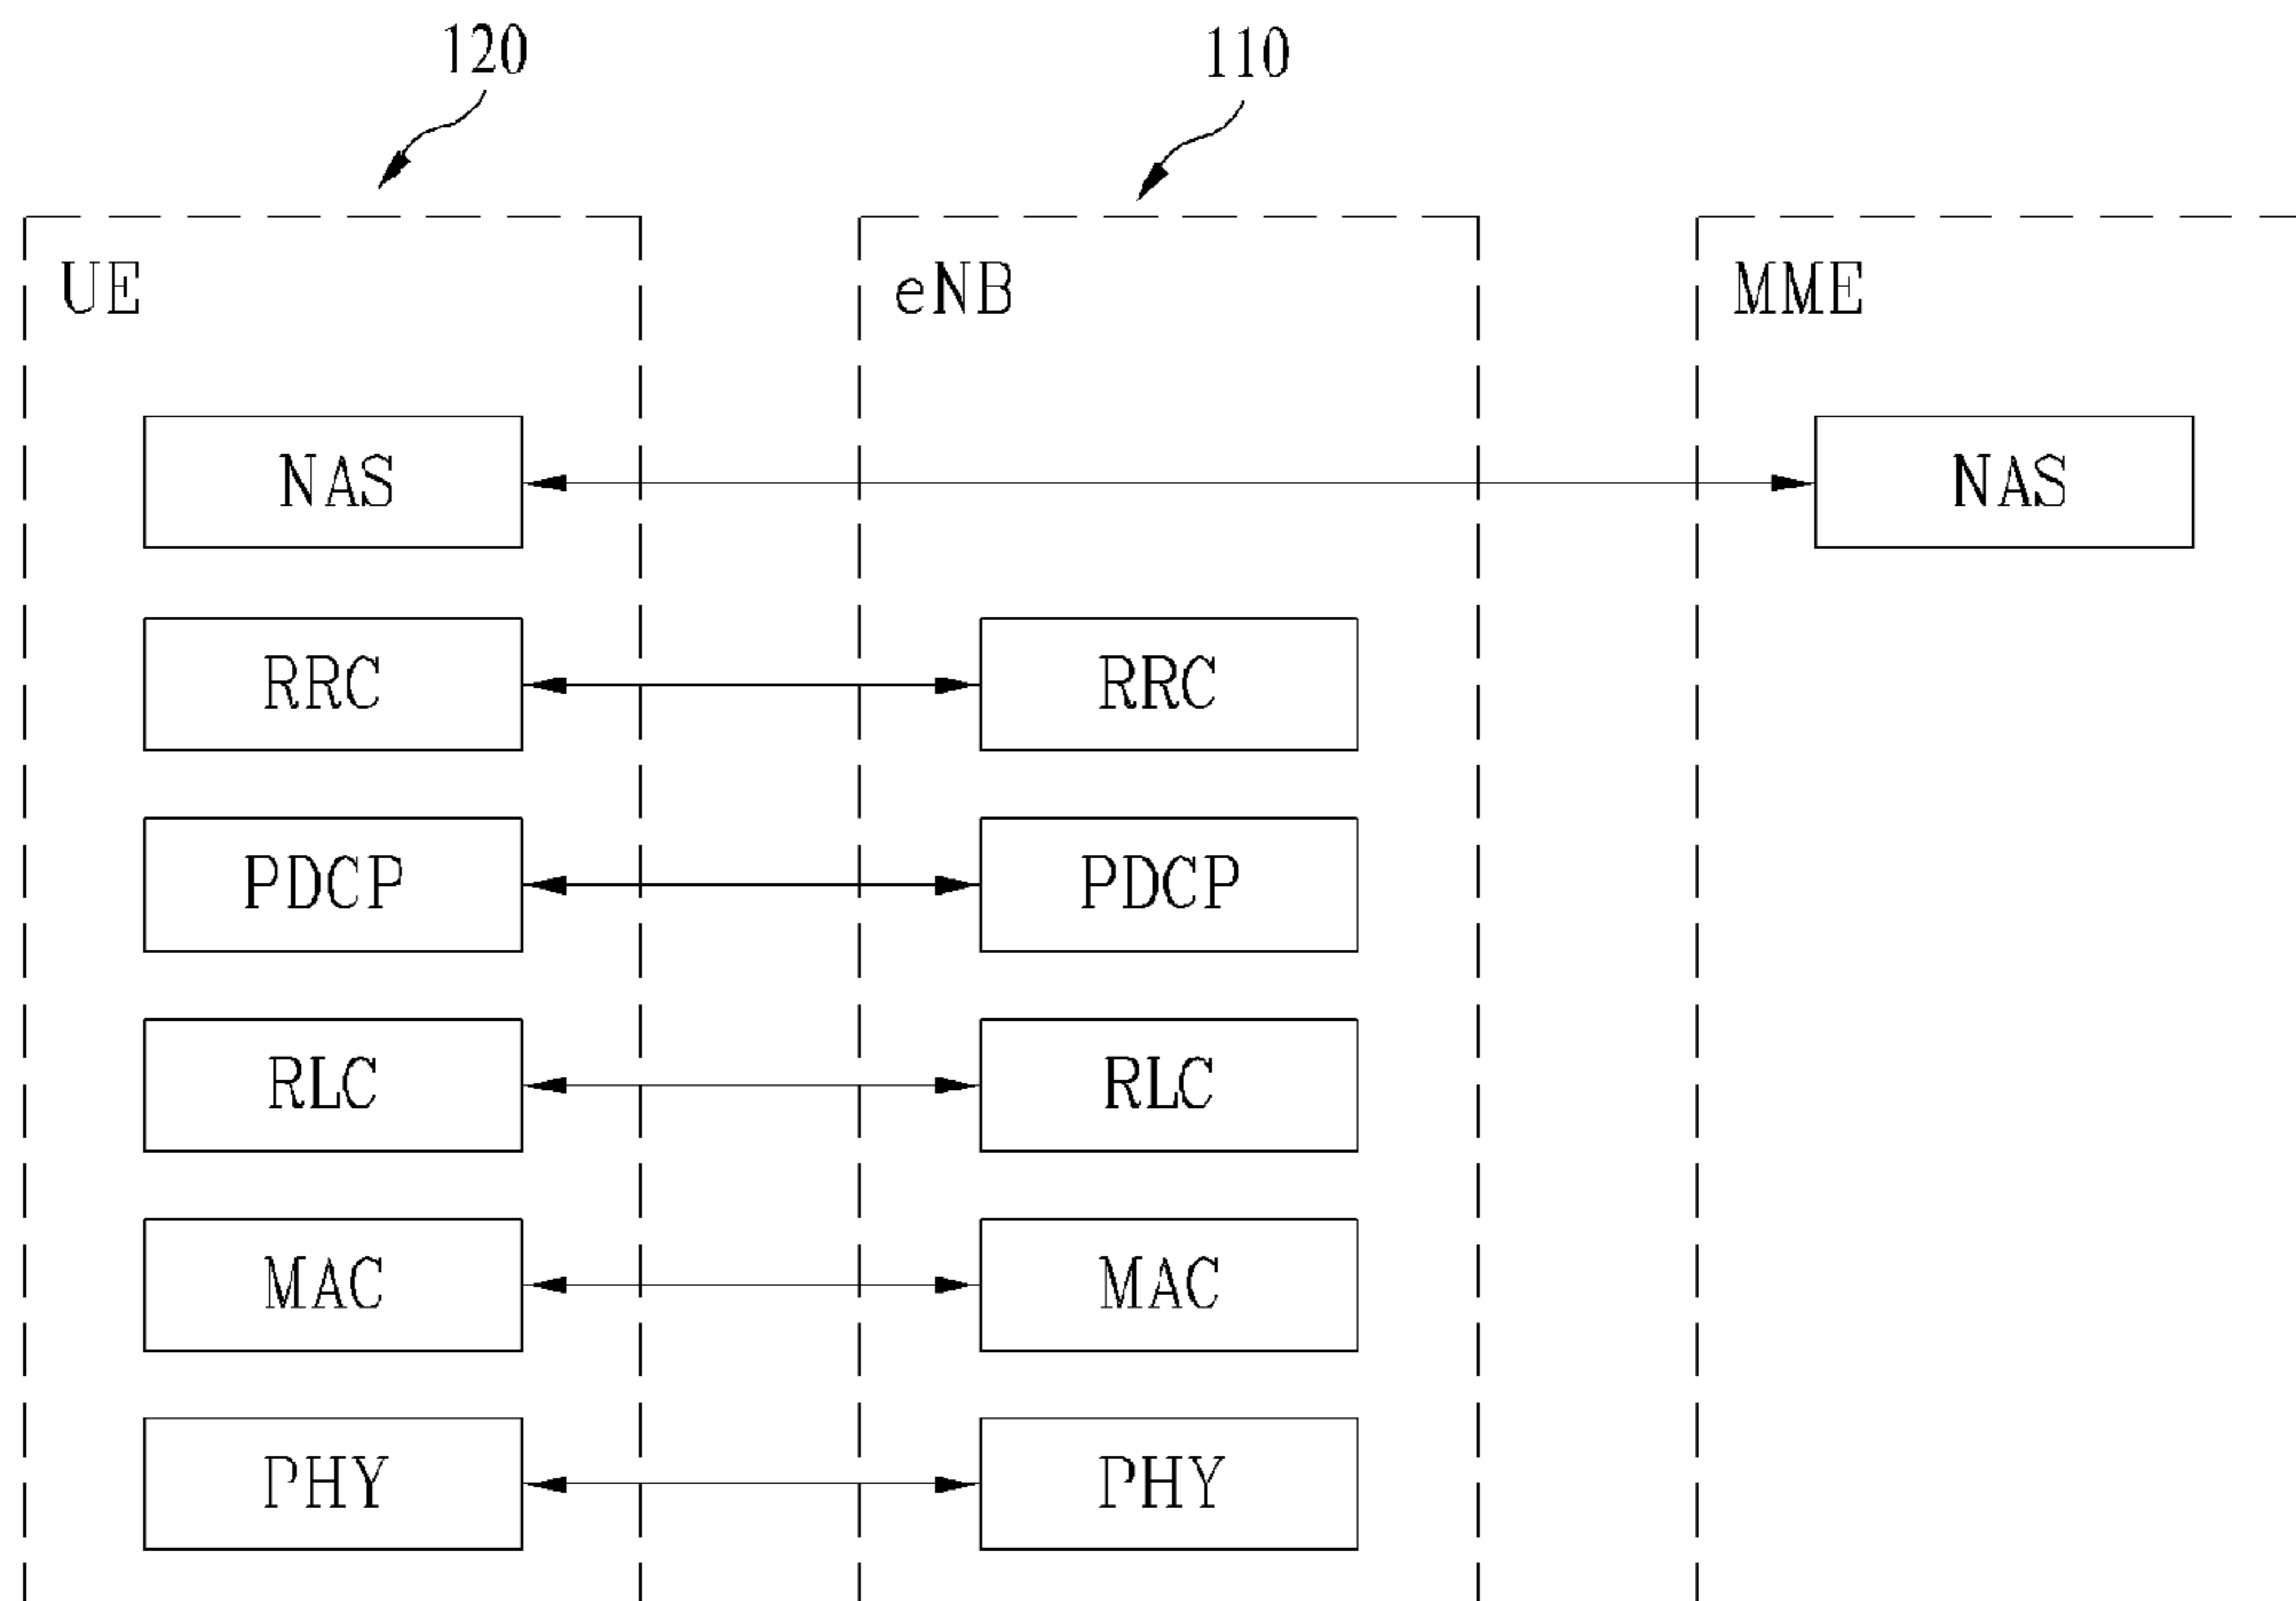 120
110
UE
eNB
MME
NAS
NAS
RRC
RRC
PDCP
PDCP
RLC
RLC
MAC
MAC
PHY
PHY